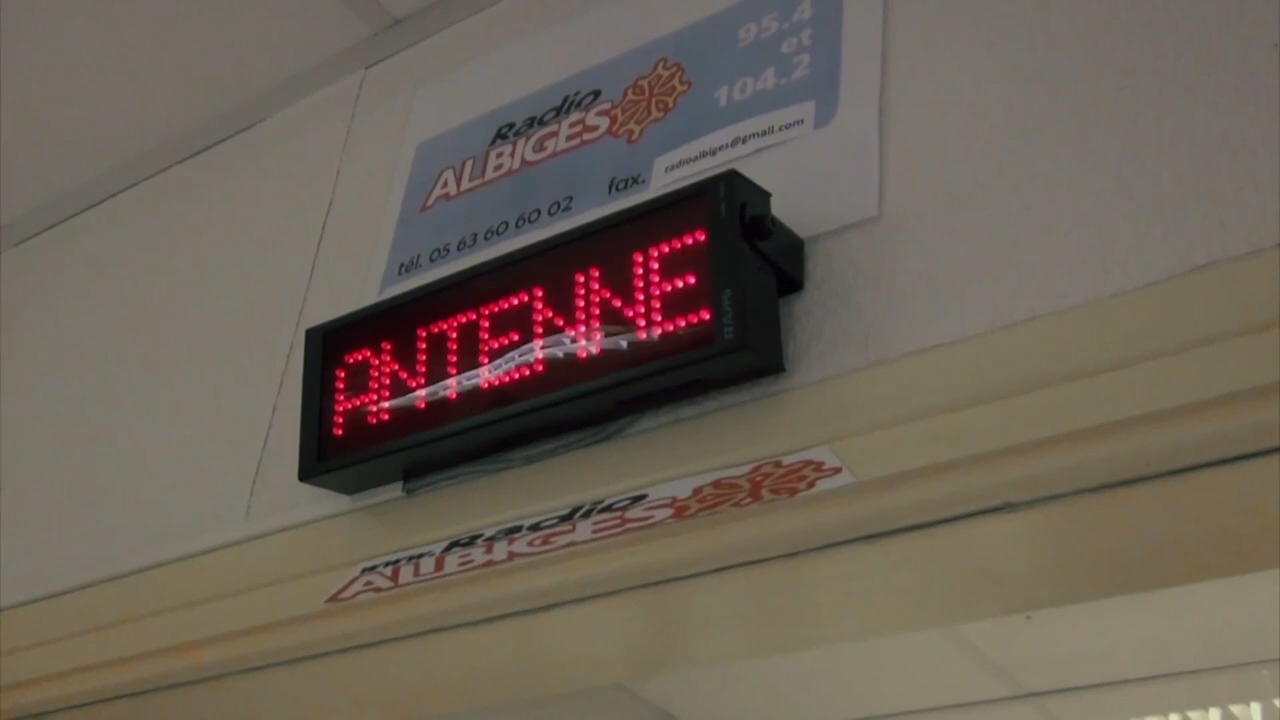 95.4
et
104.2
Radio
ALBIGES
radioalbiges@gmail.com
tél. 05 63 60 60 02 fax.
ANTENNE
www.Radio
ALBIGES